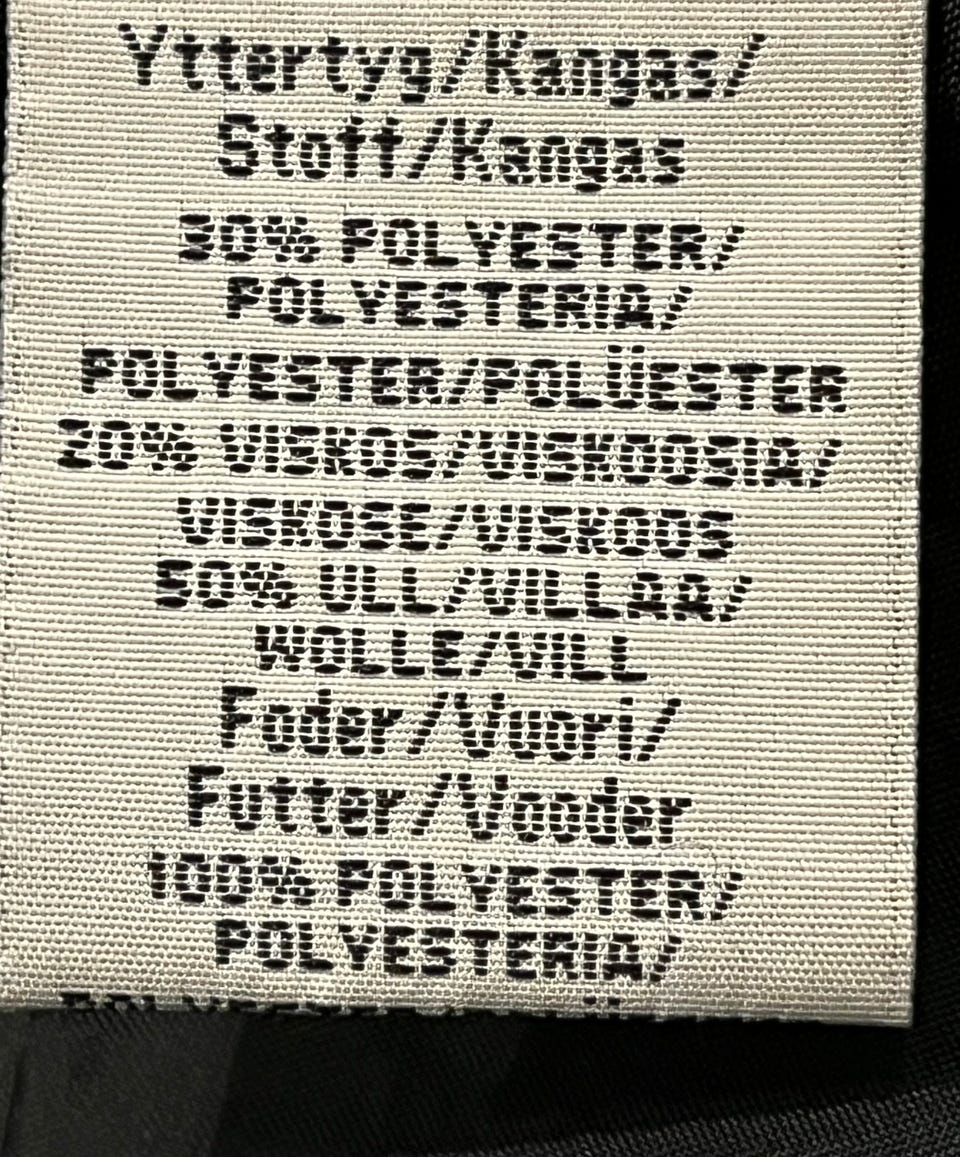 Yttertyg/Kangas/
Stoff/Kangas
30% POLYESTER/
POLYESTERIA/
POLYESTER/POLÜESTER
20% VISKOS/VISKOOSIA/
VISKOSE/VISKOOS
50% ULL/VILLAA/
WOLLE/VILL
Foder/Vuori/
Futter/Vooder
100% POLYESTER/
POLYESTERIA/